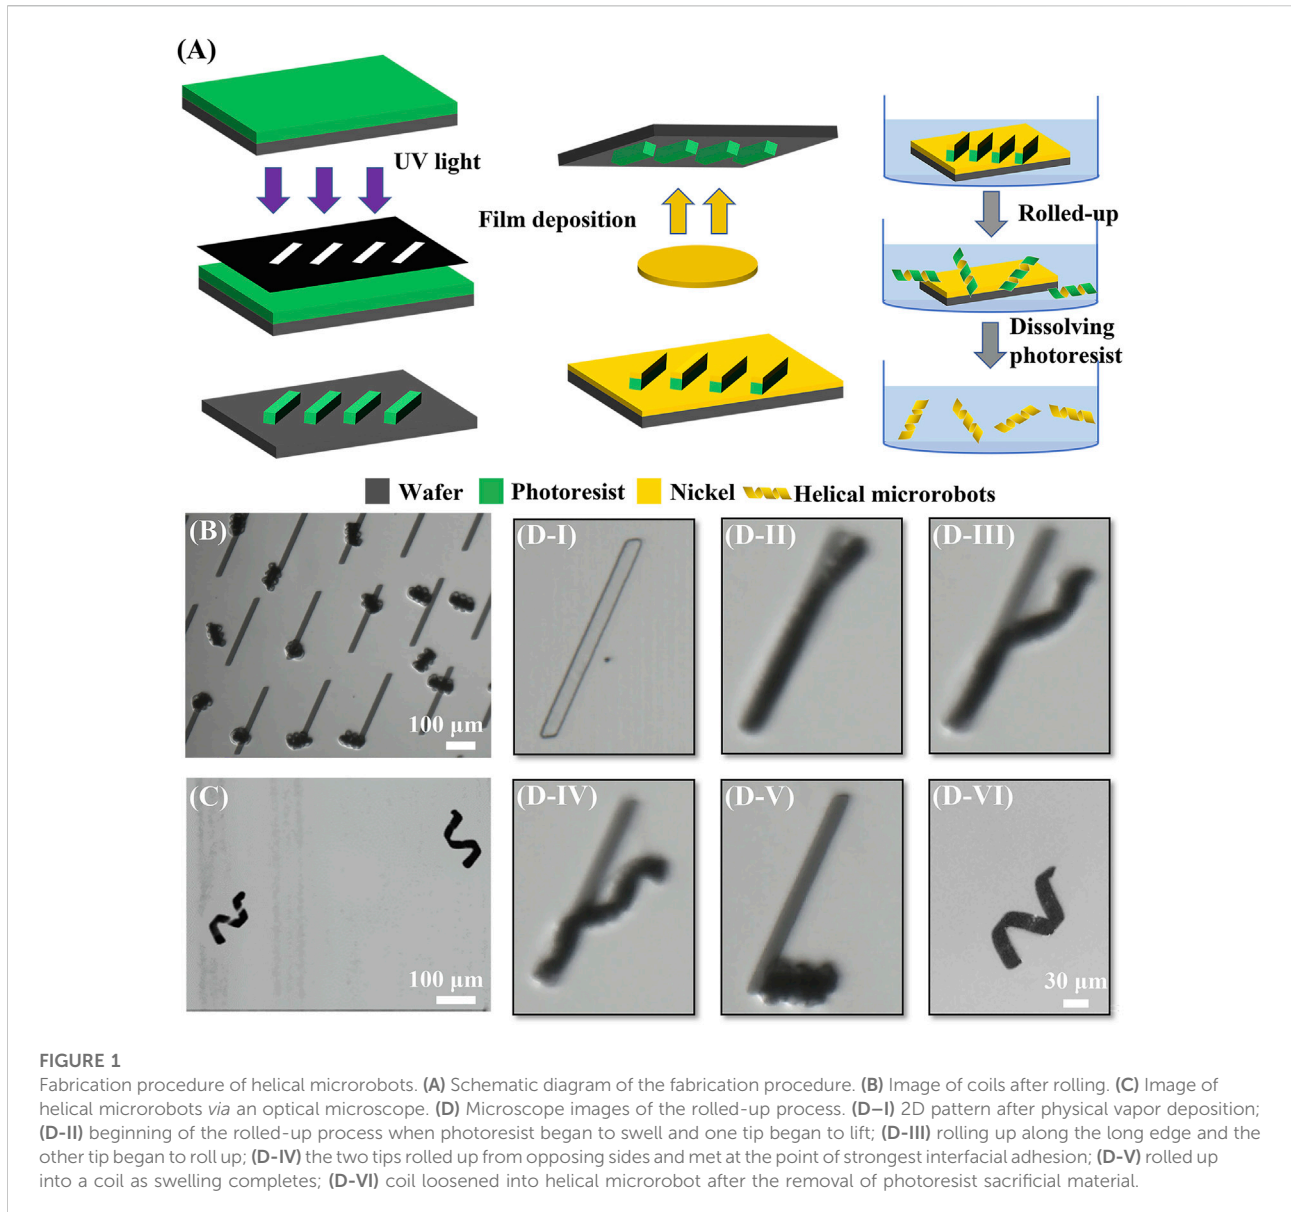 (A)
UV light
Film deposition
Rolled-up
Dissolving
photoresist
Wafer Photoresist Nickel Helical microrobots
(B)
100 µm
(D-I)
(D-II)
(D-III)
(C)
100 µm
(D-IV)
(D-V)
(D-VI)
30 µm
FIGURE 1
Fabrication procedure of helical microrobots. (A) Schematic diagram of the fabrication procedure. (B) Image of coils after rolling. (C) Image of
helical microrobots via an optical microscope. (D) Microscope images of the rolled-up process. (D–I) 2D pattern after physical vapor deposition;
(D-II) beginning of the rolled-up process when photoresist began to swell and one tip began to lift; (D-III) rolling up along the long edge and the
other tip began to roll up; (D-IV) the two tips rolled up from opposing sides and met at the point of strongest interfacial adhesion; (D-V) rolled up
into a coil as swelling completes; (D-VI) coil loosened into helical microrobot after the removal of photoresist sacrificial material.